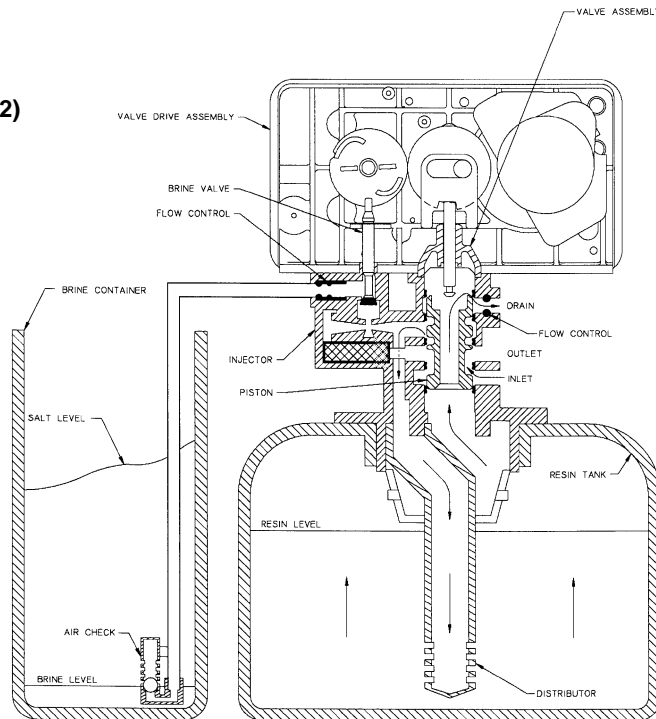 VALVE ASSEMBLY
2)
VALVE DRIVE ASSEMBLY
BRINE VALVE
FLOW CONTROL
BRINE CONTAINER
DRAIN
FLOW CONTROL
INJECTOR
OUTLET
INLET
PISTON
SALT LEVEL
RESIN TANK
RESIN LEVEL
AIR CHECK
BRINE LEVEL
DISTRIBUTOR